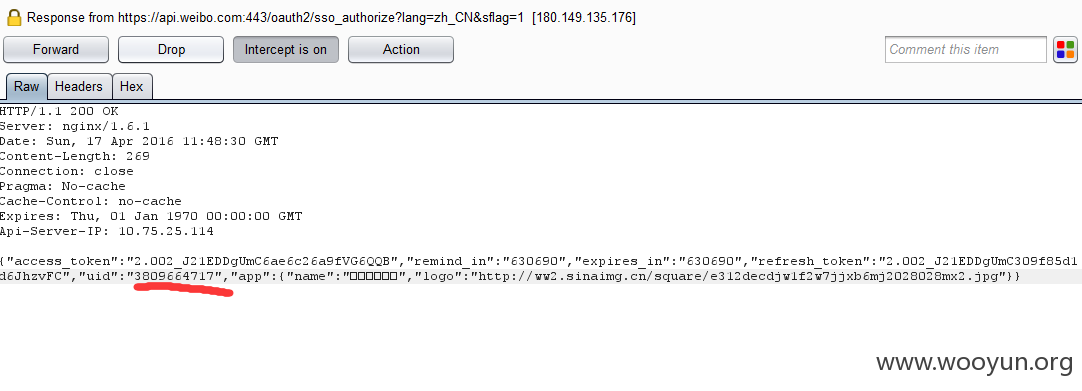 Response from https://api.weibo.com:443/oauth2/sso_authorize?lang=zh_CN&sflag=1 [180.149.135.176]
Forward Drop Intercept is on Action Comment this item
Raw Headers Hex
HTTP/1.1 200 OK
Server: nginx/1.6.1
Date: Sun, 17 Apr 2016 11:48:30 GMT
Content-Length: 269
Connection: close
Pragma: No-cache
Cache-Control: no-cache
Expires: Thu, 01 Jan 1970 00:00:00 GMT
Api-Server-IP: 10.75.25.114
{"access_token":"2.002_J21EDDgUmC6ae6c26a9fVG6QQB","remind_in":"630690","expires_in":"630690","refresh_token":"2.002_J21EDDgUmC309f85d1
d6JhzvFC","uid":"3809664717","app":{"name":"□□□□□□","logo":"http://ww2.sinaimg.cn/square/e312decdjw1f2w7jjxb6mj2028028mx2.jpg"}}
www.wooyun.org